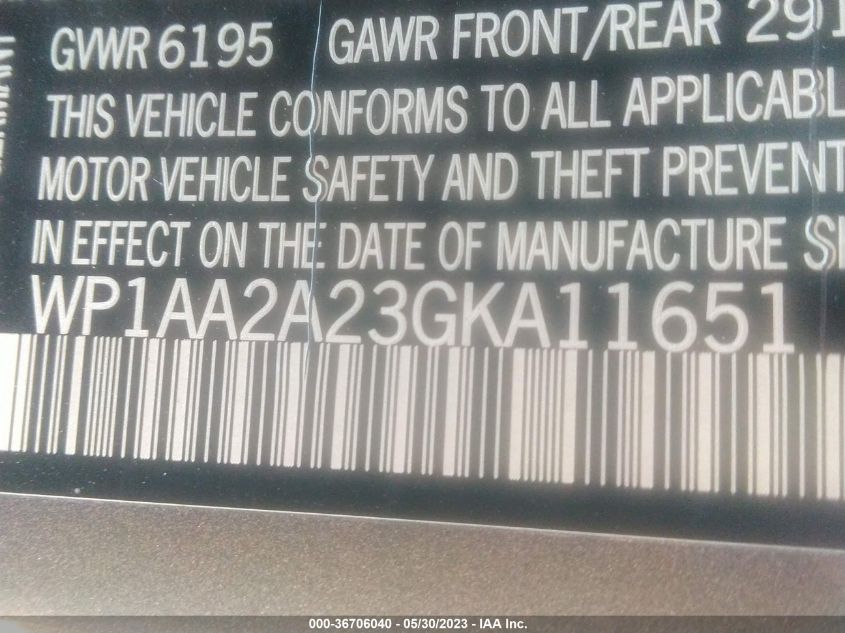 GVWR 6195 GAWR FRONT/REAR 291
THIS VEHICLE CONFORMS TO ALL APPLICABL
MOTOR VEHICLE SAFETY AND THEFT PREVENT
IN EFFECT ON THE DATE OF MANUFACTURE S
WP1AA2A23GKA11651
000-36706040 - 05/30/2023 - IAA Inc.